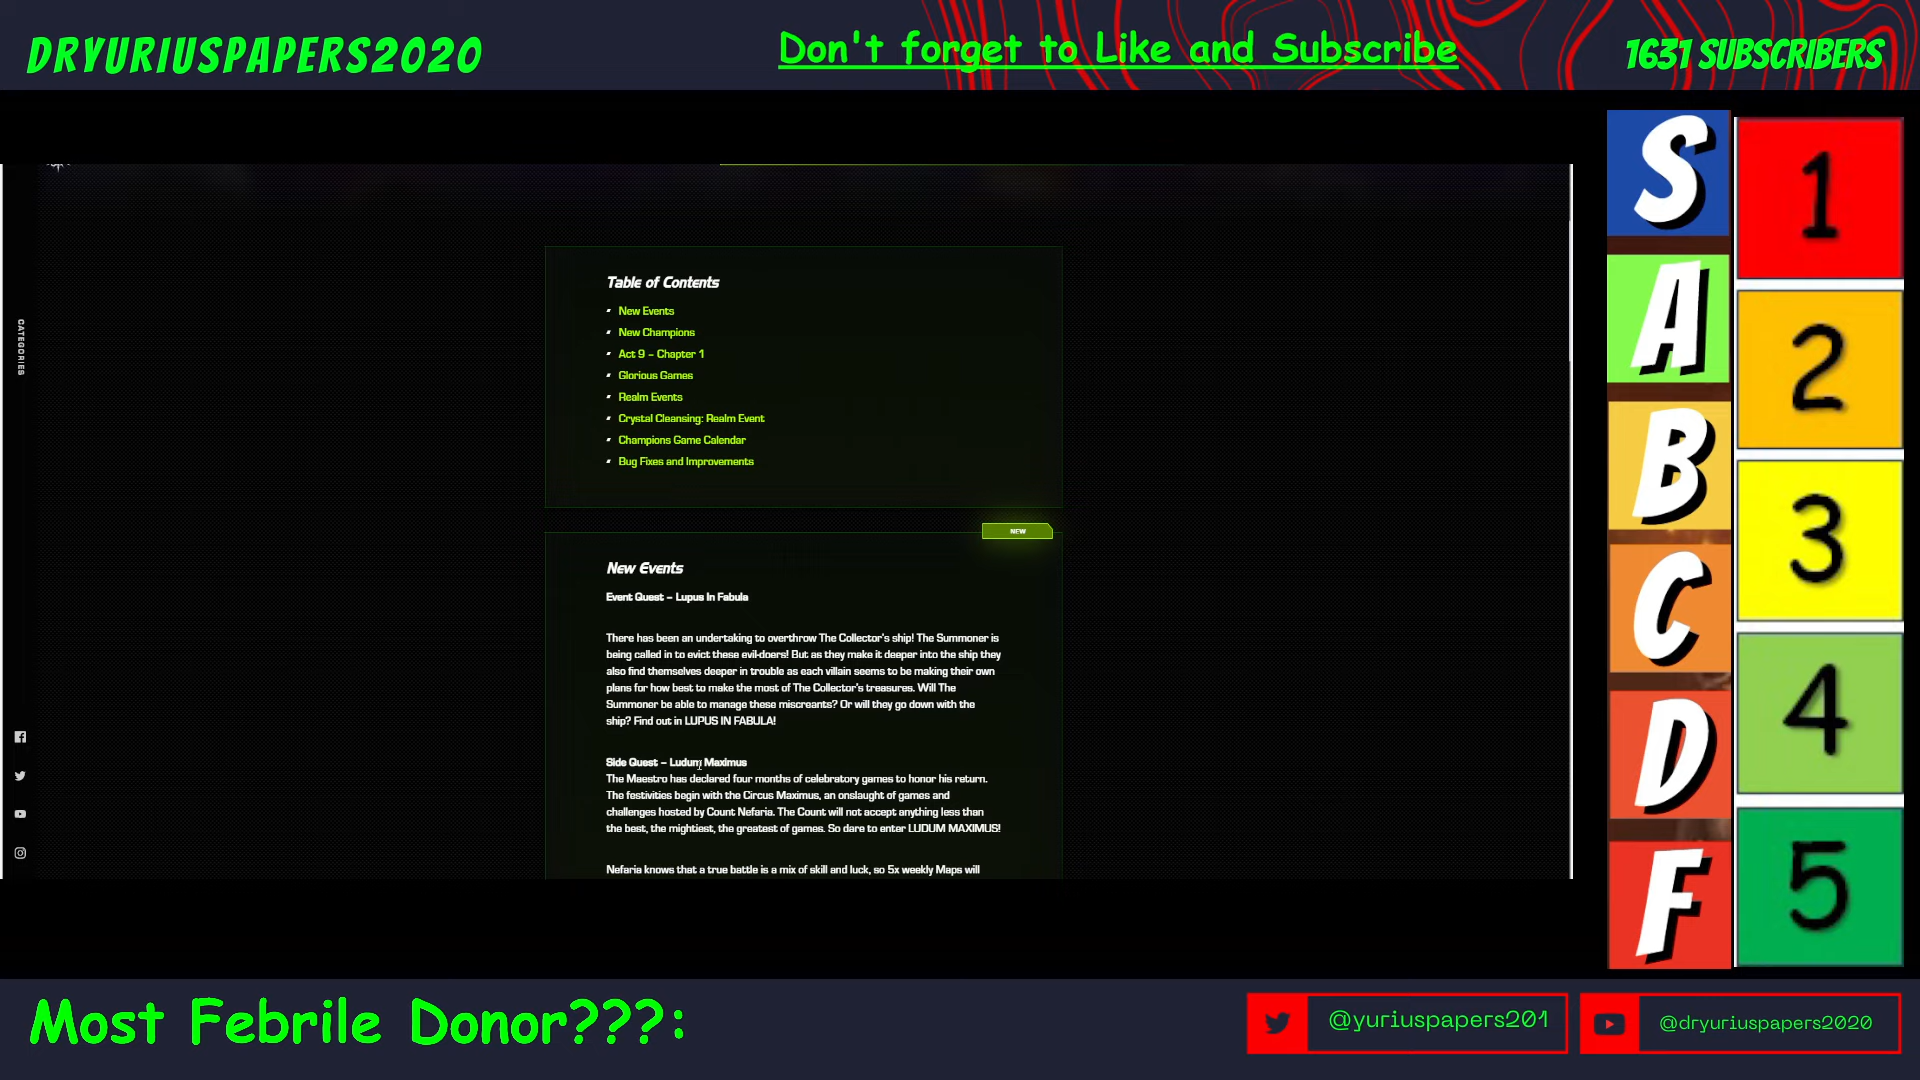 DRYURIUSPAPERS2020
Don't forget to Like and Subscribe
1631 SUBSCRIBERS
CATEGORIES
Table of Contents
New Events
New Champions
Act 9 – Chapter 1
Glorious Games
Realm Events
Crystal Cleansing: Realm Event
Champions Game Calendar
Bug Fixes and Improvements
NEW
New Events
Event Quest – Lupus In Fabula
There has been an undertaking to overthrow The Collector's ship! The Summoner is
being called in to evict these evil-doers! But as they make it deeper into the ship they
also find themselves deeper in trouble as each villain seems to be making their own
plans for how best to make the most of The Collector's treasures. Will The
Summoner be able to manage these miscreants? Or will they go down with the
ship? Find out in LUPUS IN FABULA!
Side Quest – Ludum Maximus
The Maestro has declared four months of celebratory games to honor his return.
The festivities begin with the Circus Maximus, an onslaught of games and
challenges hosted by Count Nefaria. The Count will not accept anything less than
the best, the mightiest, the greatest of games. So dare to enter LUDUM MAXIMUS!
Nefaria knows that a true battle is a mix of skill and luck, so 5x weekly Maps will
S
A
B
C
D
F
1
2
3
4
5
Most Febrile Donor???:
@yuriuspapers201
@dryuriuspapers2020